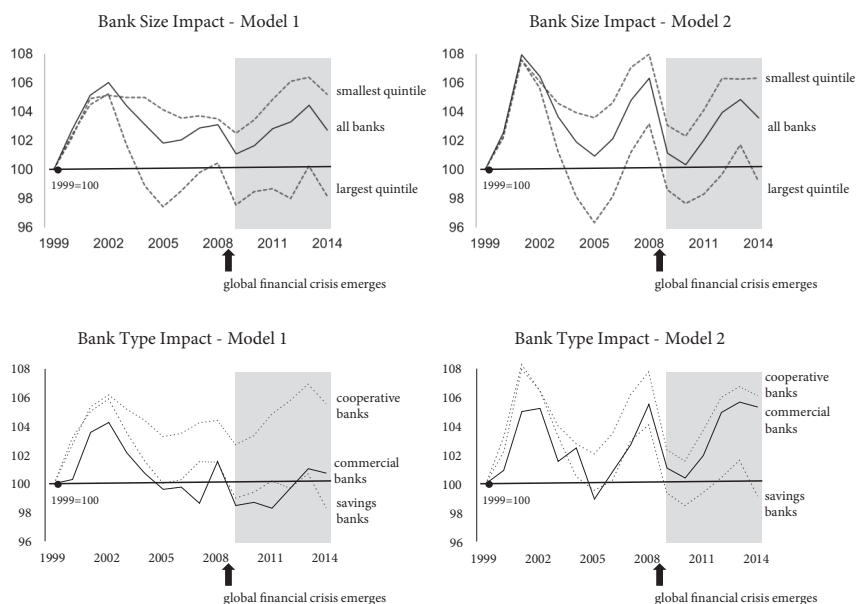 Bank Size Impact - Model 1
108
106
104
102
100
98
96
1999=100
1999
2002
2005
2008
2011
2014
smallest quintile
all banks
largest quintile
global financial crisis emerges
Bank Size Impact - Model 2
108
106
104
102
100
98
96
1999=100
1999
2002
2005
2008
2011
2014
smallest quintile
all banks
largest quintile
global financial crisis emerges
Bank Type Impact - Model 1
108
106
104
102
100
98
96
1999=100
1999
2002
2005
2008
2011
2014
cooperative
banks
commercial
banks
savings
banks
global financial crisis emerges
Bank Type Impact - Model 2
108
106
104
102
100
98
96
1999=100
1999
2002
2005
2008
2011
2014
cooperative
banks
commercial
banks
savings
banks
global financial crisis emerges